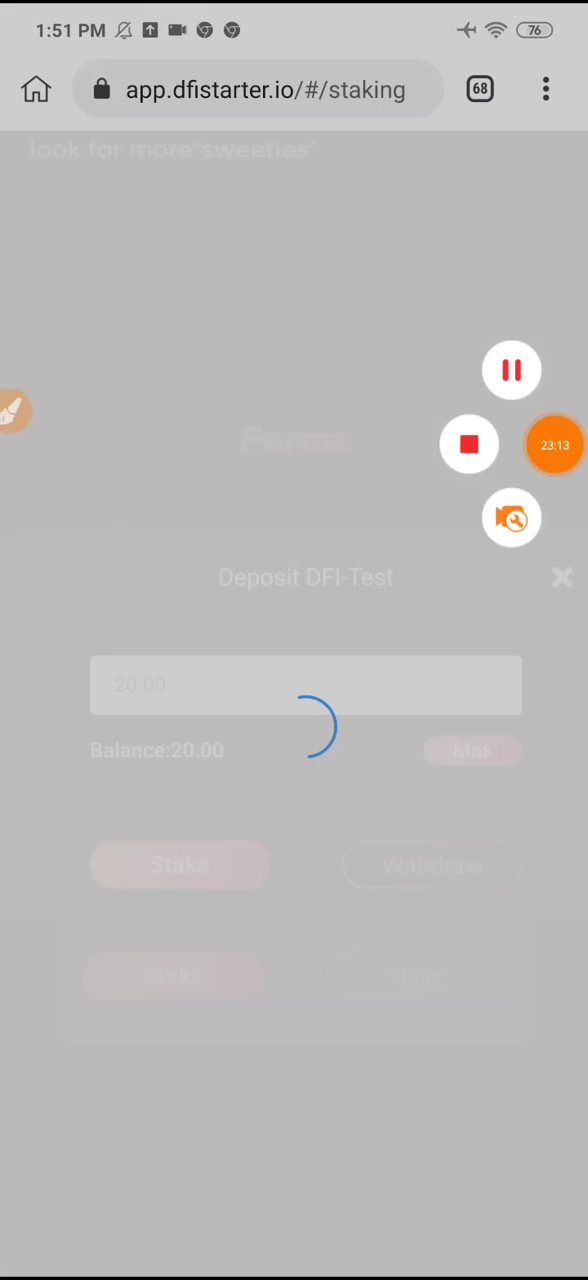 1:51 PM
76
app.dfistarter.io/#/staking
68
look for more"sweeties"
Farms
23:13
Deposit DFI-Test
20.00
Balance:20.00
Max
Stake
Withdraw
Stake